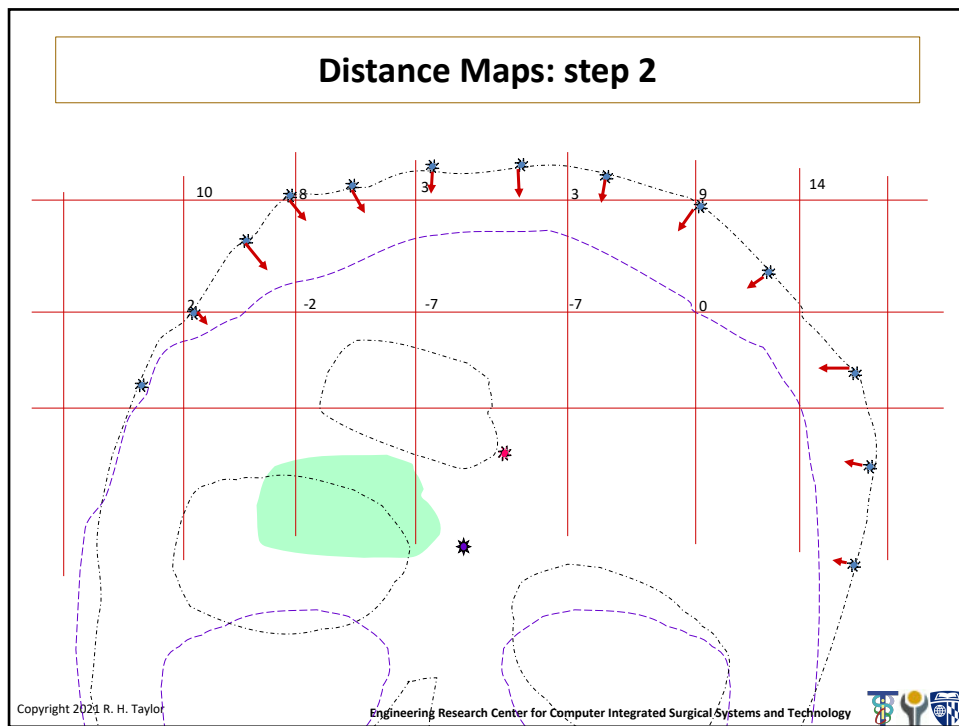 Distance Maps: step 2
10 8 3 3 9 14
2 -2 -7 -7 0
Copyright 2021 R. H. Taylor
Engineering Research Center for Computer Integrated Surgical Systems and Technology